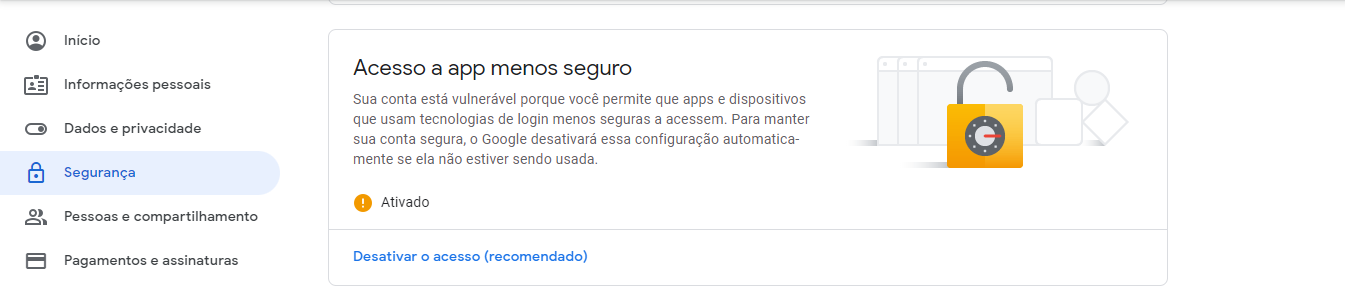 Início
Informações pessoais
Dados e privacidade
Segurança
Pessoas e compartilhamento
Pagamentos e assinaturas
Acesso a app menos seguro
Sua conta está vulnerável porque você permite que apps e dispositivos
que usam tecnologias de login menos seguras a acessem. Para manter
sua conta segura, o Google desativará essa configuração automatica-
mente se ela não estiver sendo usada.
Ativado
Desativar o acesso (recomendado)